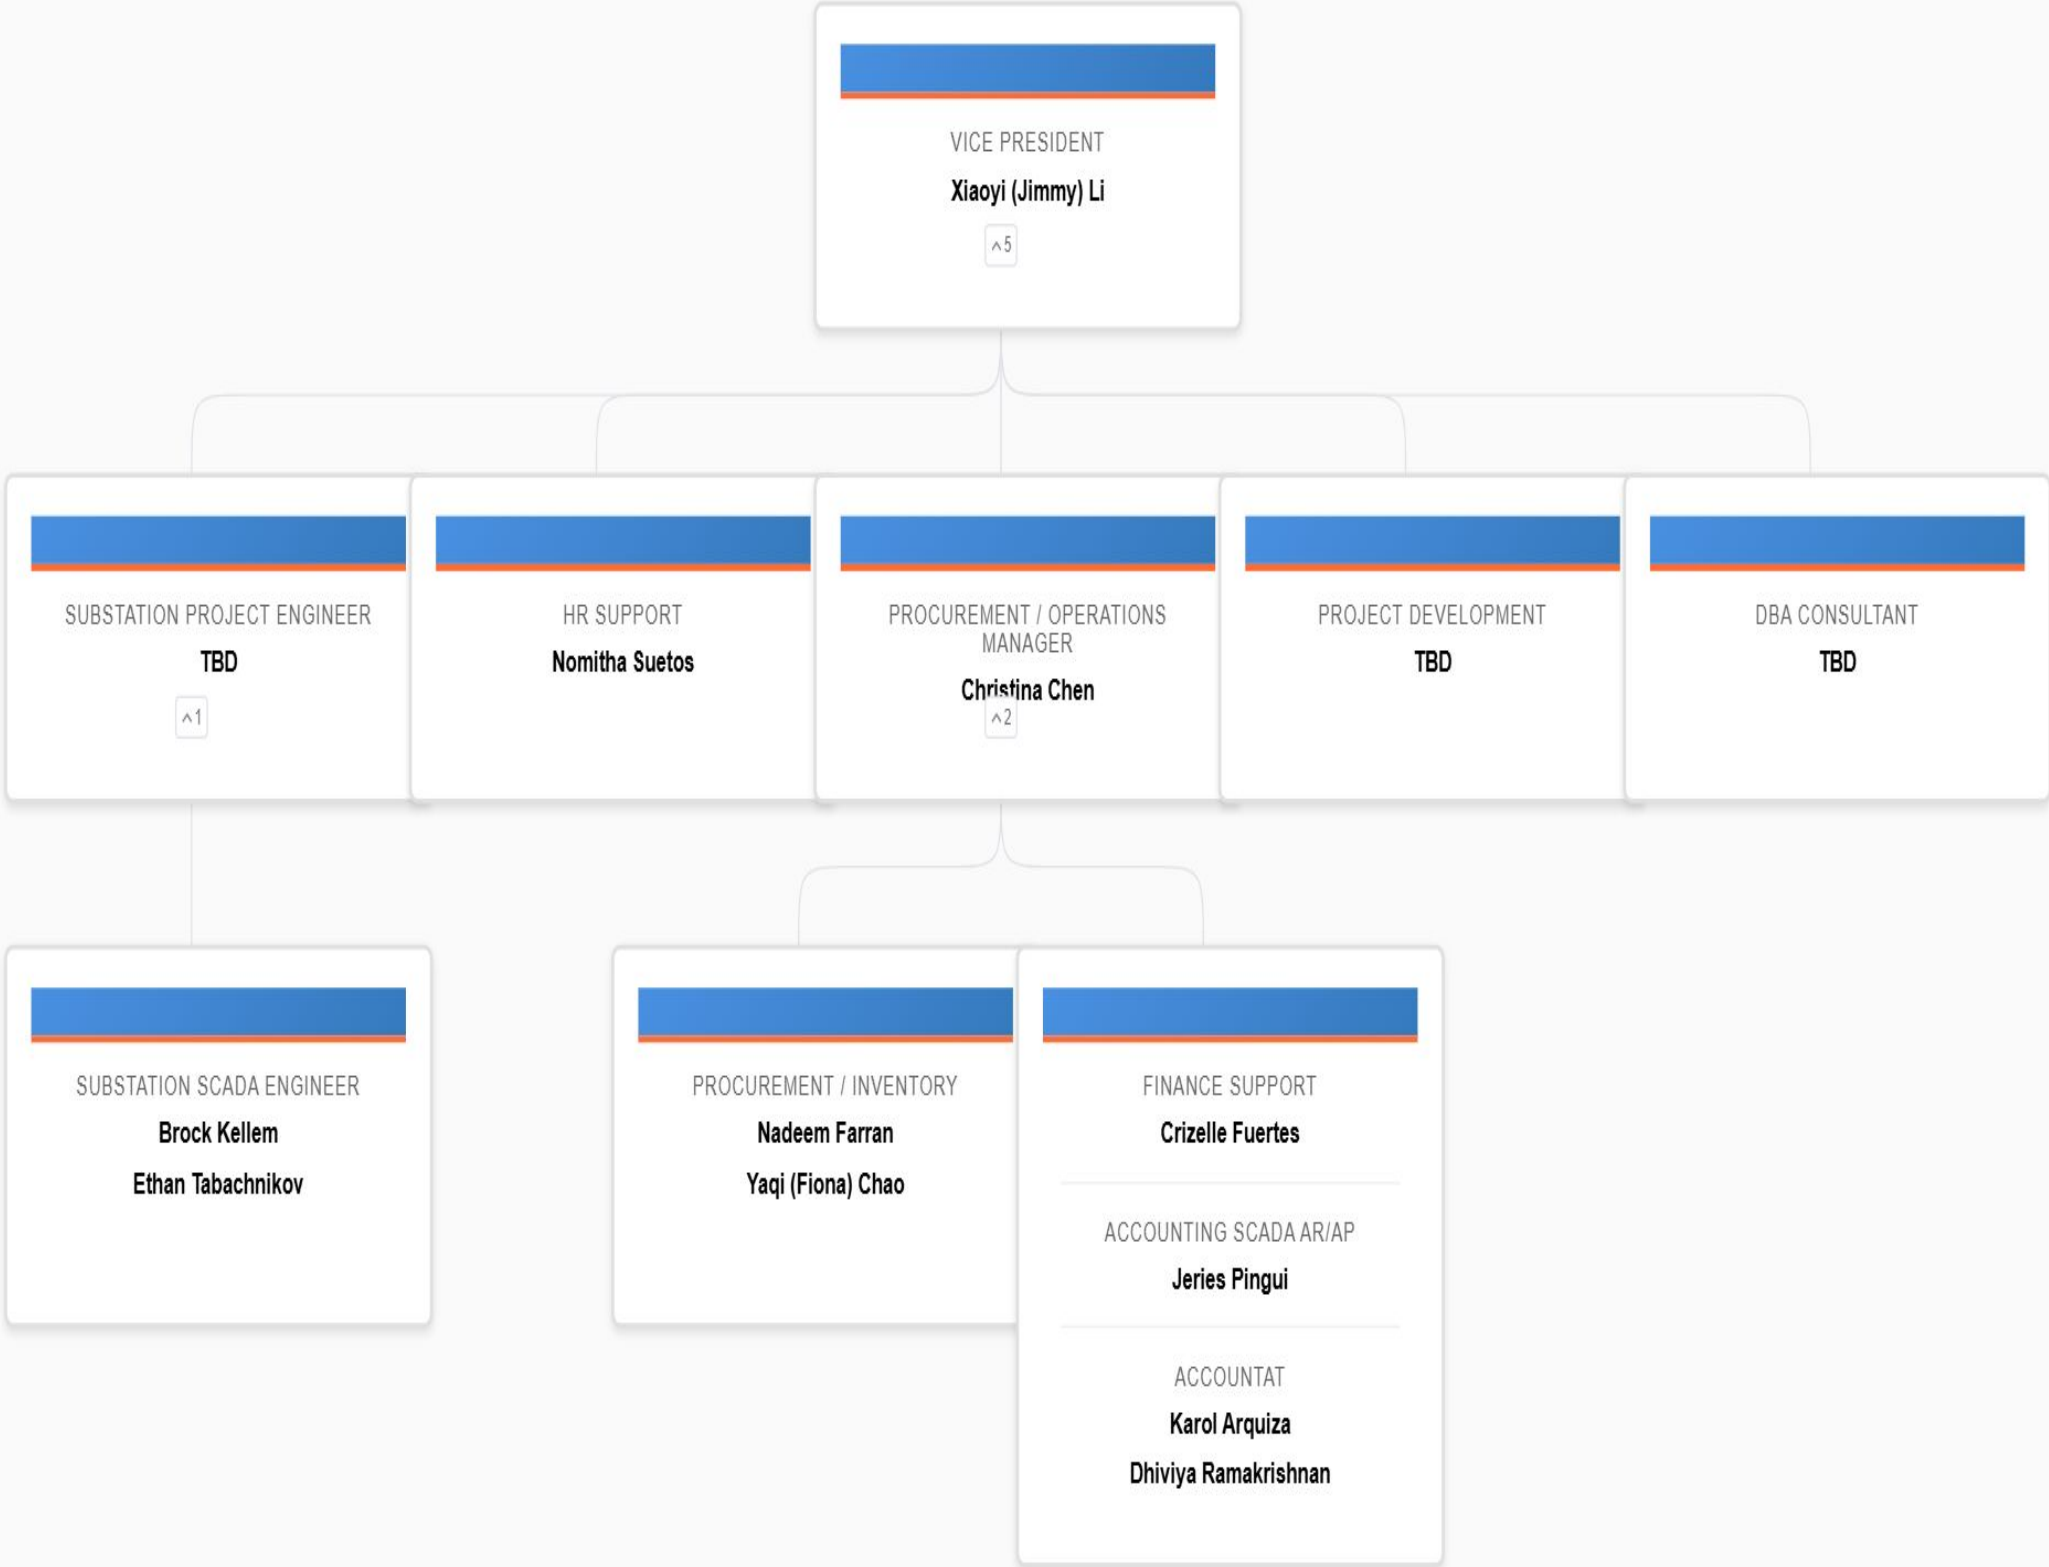 VICE PRESIDENT
Xiaoyi (Jimmy) Li
^5
SUBSTATION PROJECT ENGINEER
TBD
^1
HR SUPPORT
Nomitha Suetos
PROCUREMENT / OPERATIONS
MANAGER
Christina Chen
^2
PROJECT DEVELOPMENT
TBD
DBA CONSULTANT
TBD
SUBSTATION SCADA ENGINEER
Brock Kellem
Ethan Tabachnikov
PROCUREMENT / INVENTORY
Nadeem Farran
Yaqi (Fiona) Chao
FINANCE SUPPORT
Crizelle Fuertes
ACCOUNTING SCADA AR/AP
Jeries Pingui
ACCOUNTAT
Karol Arquiza
Dhiviya Ramakrishnan